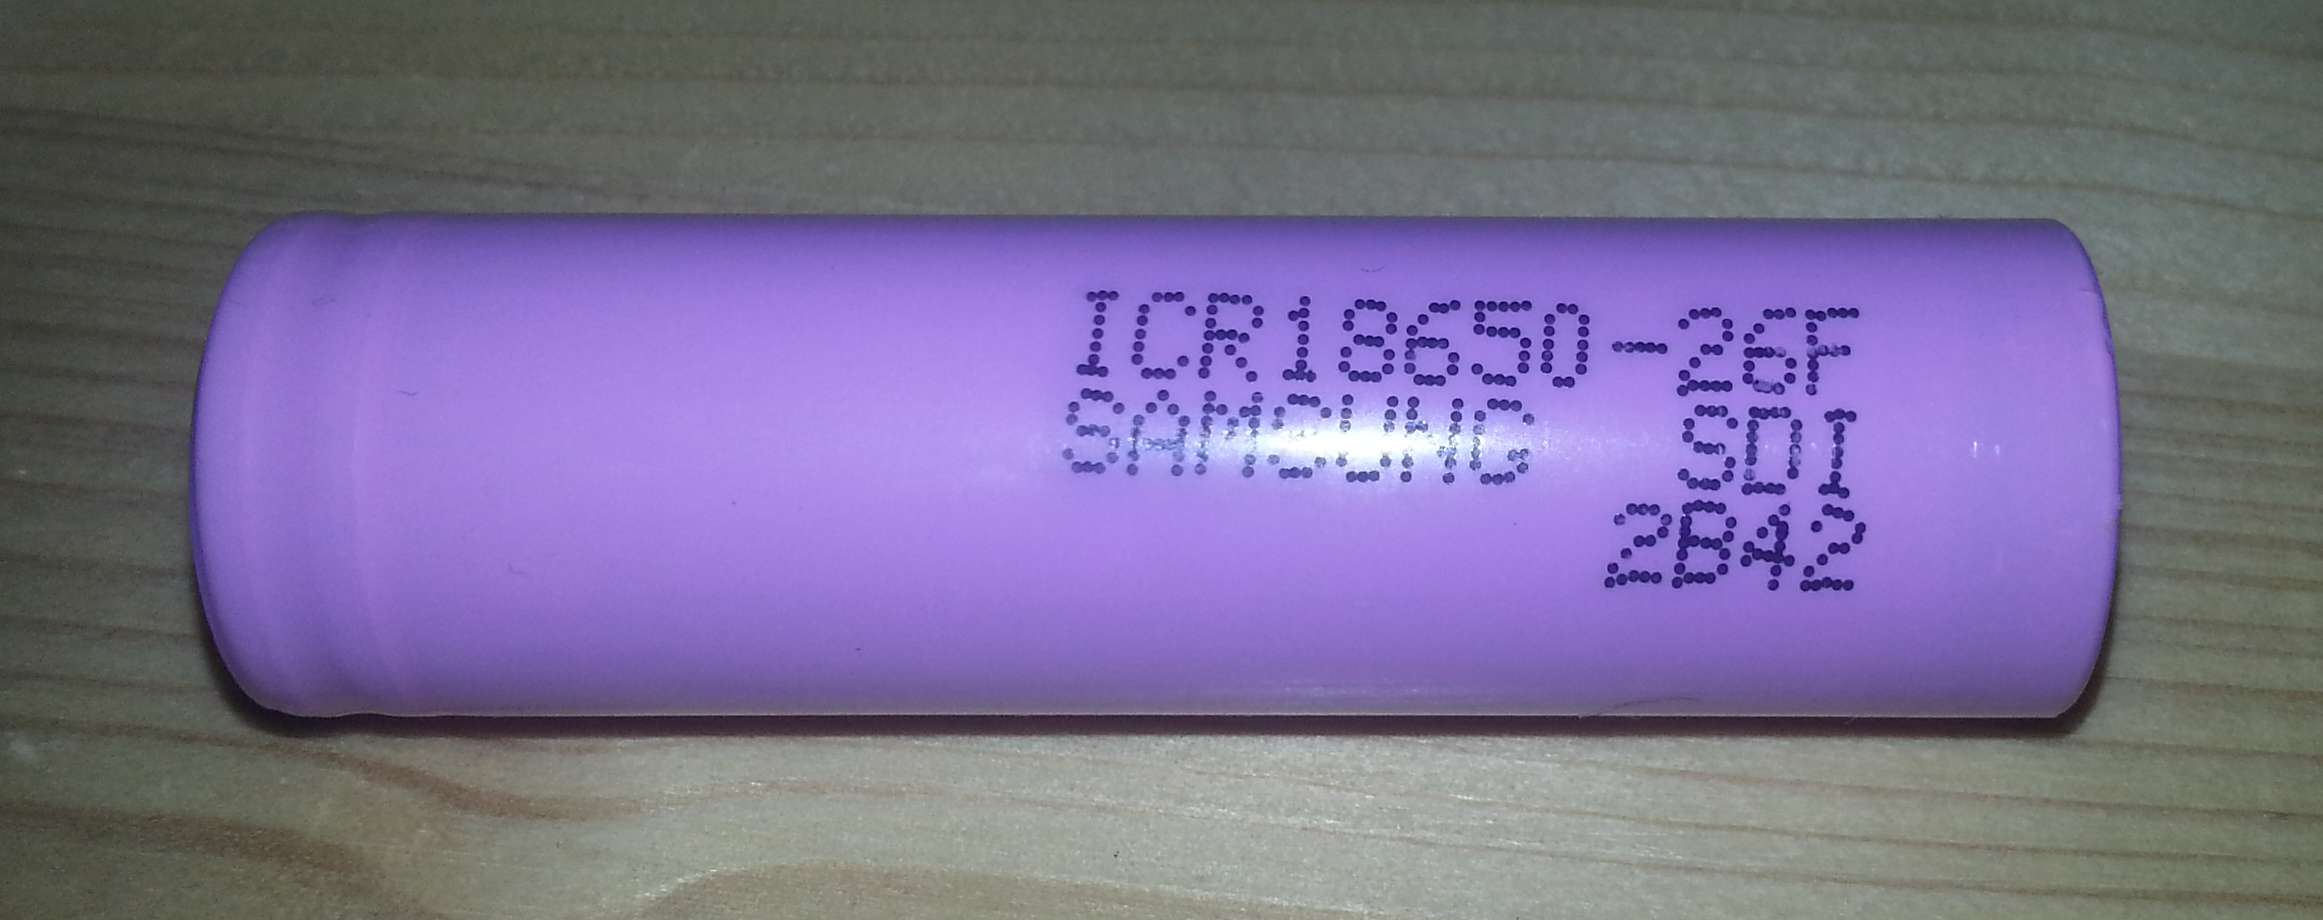 ICR18650-26F
SAMSUNG SDI
2B42